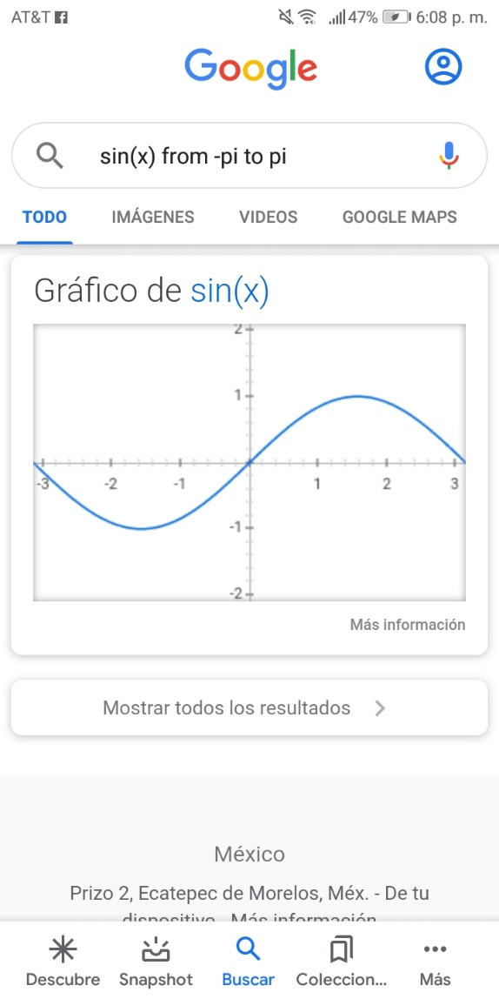 AT&T 47% 6:08 p. m.
Google
sin(x) from -pi to pi
TODO IMÁGENES VIDEOS GOOGLE MAPS
Gráfico de sin(x)
2
1
-3 -2 -1 1 2 3
-1
-2
Más información
Mostrar todos los resultados
México
Prizo 2, Ecatepec de Morelos, Méx. - De tu
dispositivo - Más información
Descubre Snapshot Buscar Coleccion... Más